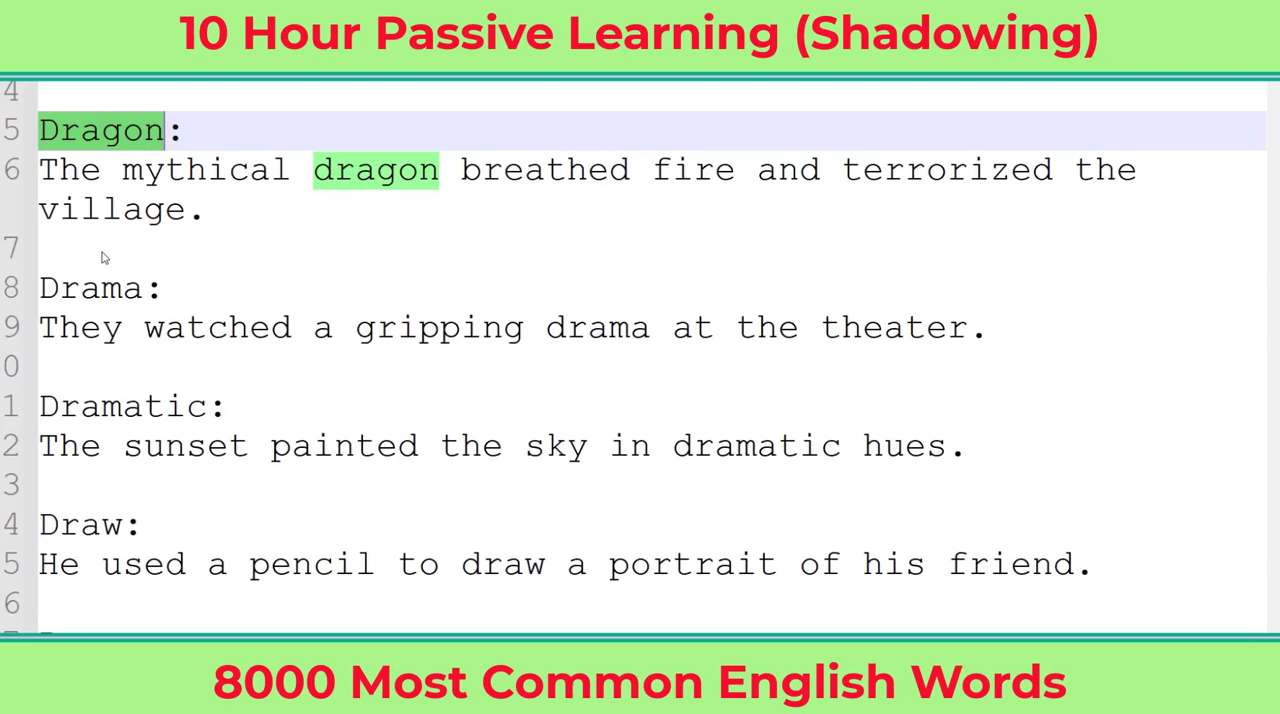 10 Hour Passive Learning (Shadowing)
4
5 Dragon:
6 The mythical dragon breathed fire and terrorized the
village.
7
8 Drama:
9 They watched a gripping drama at the theater.
0
1 Dramatic:
2 The sunset painted the sky in dramatic hues.
3
4 Draw:
5 He used a pencil to draw a portrait of his friend.
6
8000 Most Common English Words